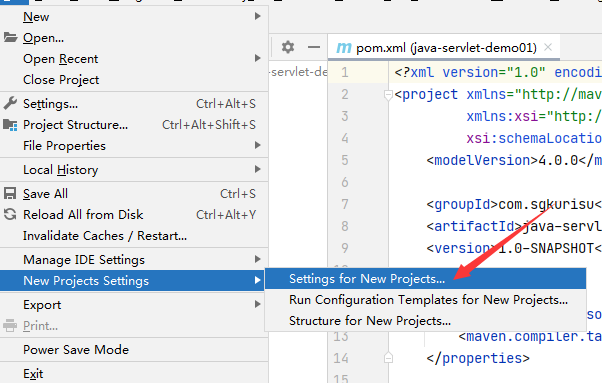 New
Open...
Open Recent
Close Project
Settings... Ctrl+Alt+S
Project Structure... Ctrl+Alt+Shift+S
File Properties
Local History
Save All Ctrl+S
Reload All from Disk Ctrl+Alt+Y
Invalidate Caches / Restart...
Manage IDE Settings
New Projects Settings
Export
Print...
Power Save Mode
Exit
Settings for New Projects...
Run Configuration Templates for New Projects...
Structure for New Projects...
pom.xml (java-servlet-demo01)
-servlet-de
1 <?xml version="1.0" encodi
2 <project xmlns="http://mav
3 xmlns:xsi="http:
4 xsi:schemaLocatio
5 <modelVersion>4.0.0</m
6
7 <groupId>com.sgkurisu<
8 <artifactId>java-servl
9 <version>1.0-SNAPSHOT<
so
<maven.compiler.ta
14 </properties>